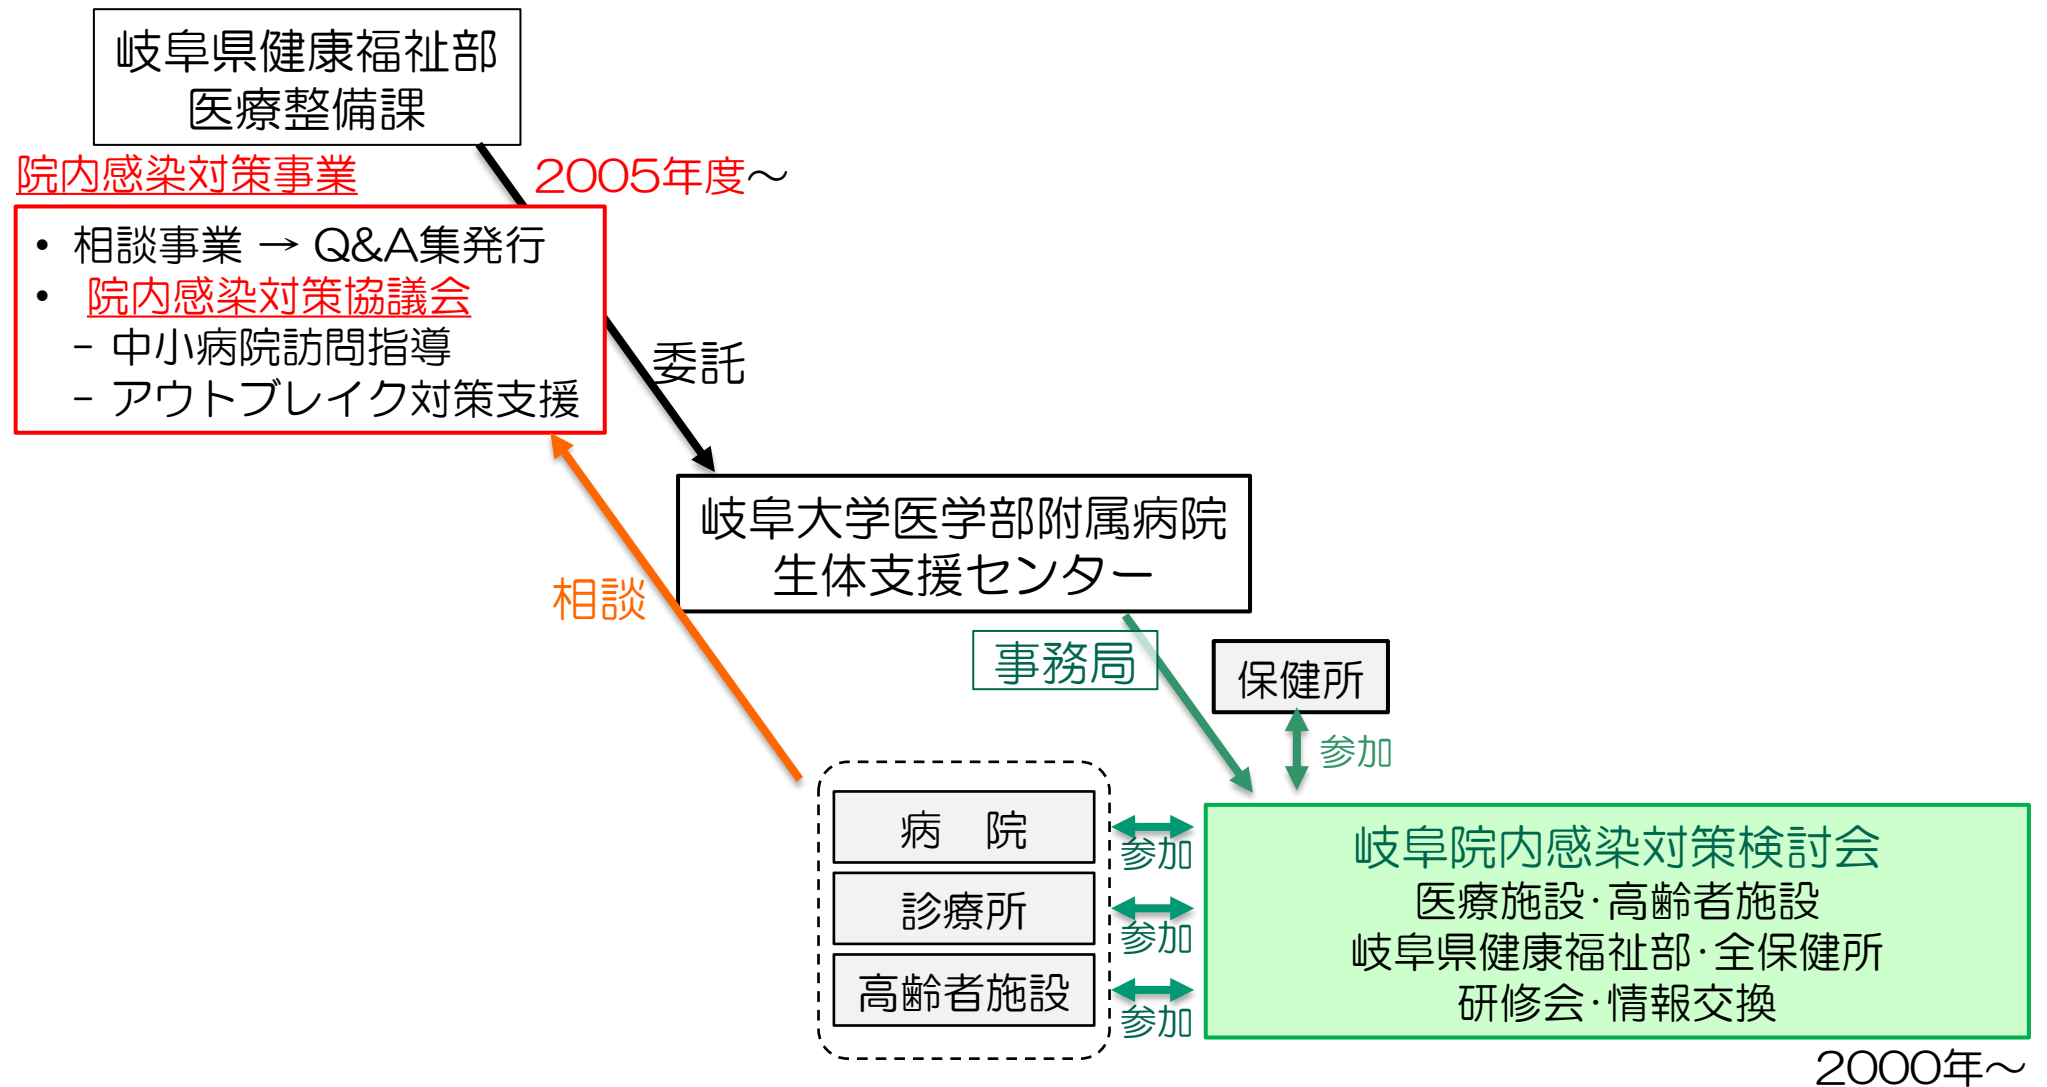 岐阜県健康福祉部
医療整備課
院内感染対策事業
2005年度～
• 相談事業 → Q&A集発行
• 院内感染対策協議会
− 中小病院訪問指導
− アウトブレイク対策支援
委託
岐阜大学医学部附属病院
生体支援センター
相談
事務局
保健所
参加
病　院
参加
診療所
参加
高齢者施設
参加
岐阜院内感染対策検討会
医療施設･高齢者施設
岐阜県健康福祉部･全保健所
研修会･情報交換
2000年～